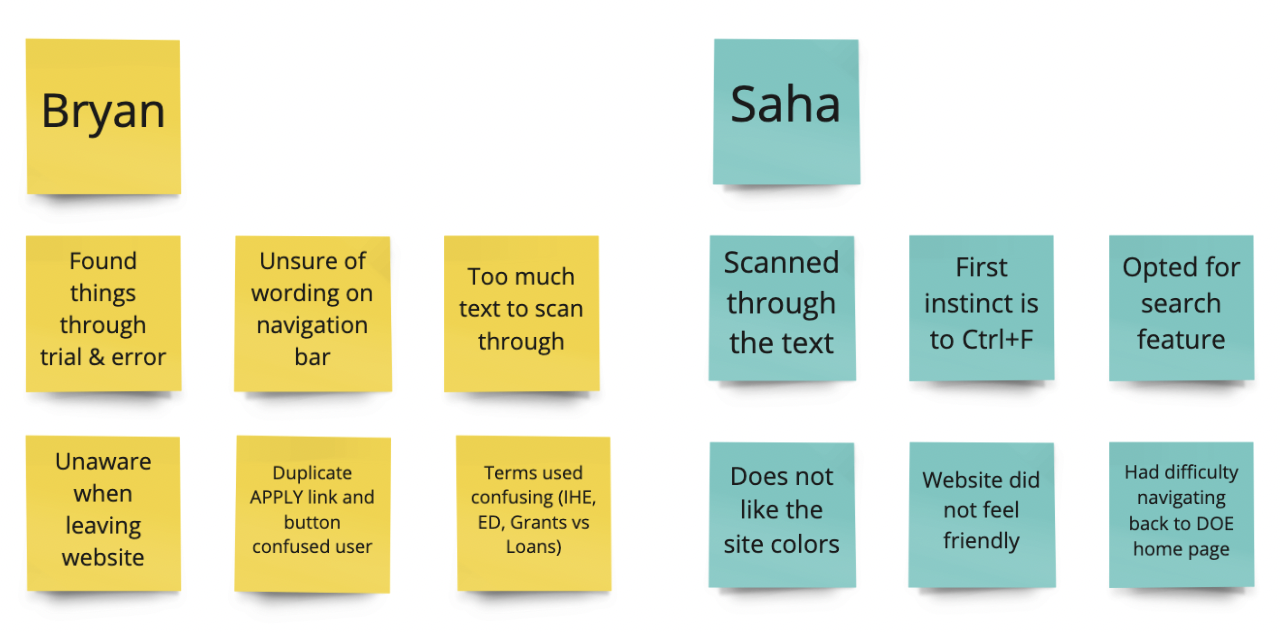 Bryan
Found
things
through
trial & error
Unsure of
wording on
navigation
bar
Too much
text to scan
through
Unaware
when
leaving
website
Duplicate
APPLY link and
button
confused user
Terms used
confusing (IHE,
ED, Grants vs
Loans)
Saha
Scanned
through
the text
First
instinct is
to Ctrl+F
Opted for
search
feature
Does not
like the
site colors
Website did
not feel
friendly
Had difficulty
navigating
back to DOE
home page